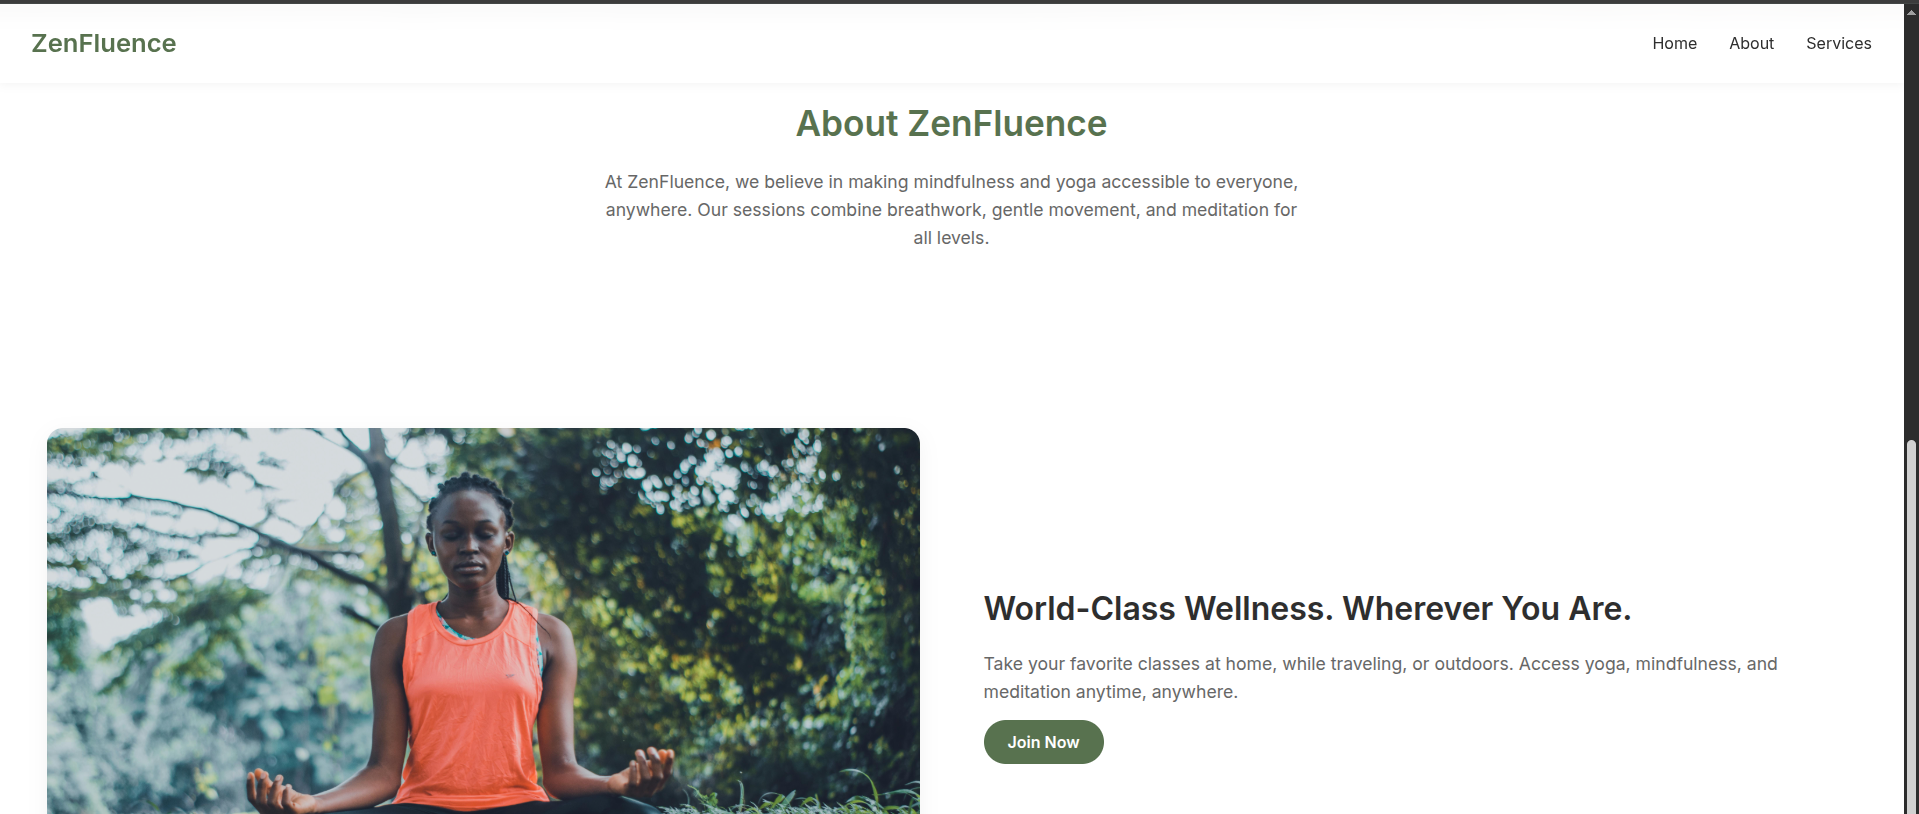 ZenFluence
Home About Services
About ZenFluence
At ZenFluence, we believe in making mindfulness and yoga accessible to everyone,
anywhere. Our sessions combine breathwork, gentle movement, and meditation for
all levels.
World-Class Wellness. Wherever You Are.
Take your favorite classes at home, while traveling, or outdoors. Access yoga, mindfulness, and
meditation anytime, anywhere.
Join Now